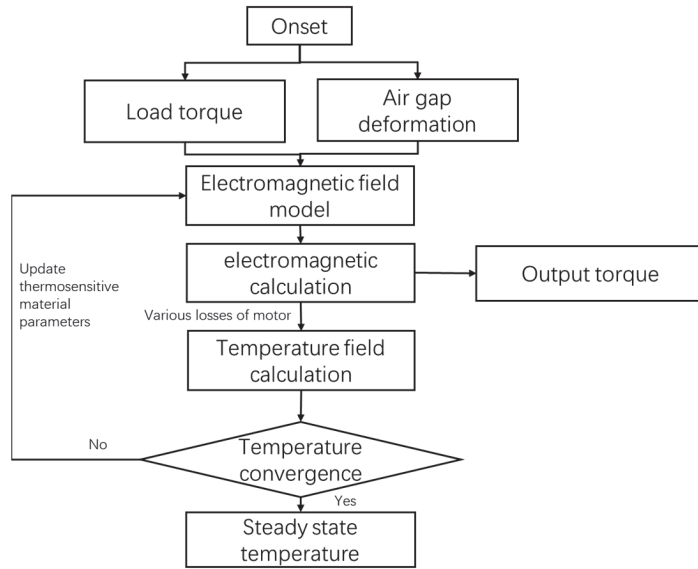 Onset
Load torque
Air gap
deformation
Electromagnetic field
model
electromagnetic
calculation
Output torque
Update
thermosensitive
material
parameters
Various losses of motor
Temperature field
calculation
No
Temperature
convergence
Yes
Steady state
temperature